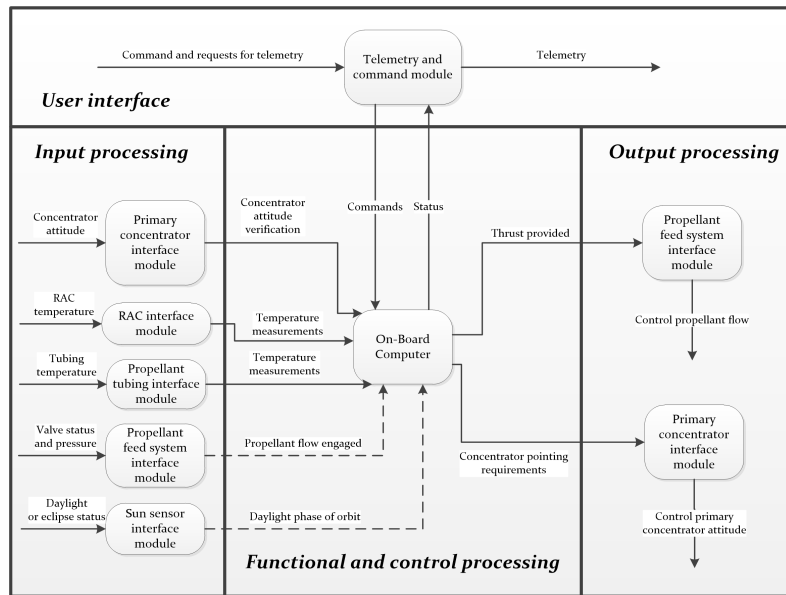 Command and requests for telemetry
Telemetry and
command module
Telemetry
User interface
Input processing
Output processing
Concentrator
attitude
Primary
concentrator
interface
module
Concentrator
attitude
verification
Commands
Status
Thrust provided
Propellant
feed system
interface
module
RAC
temperature
RAC interface
module
Temperature
measurements
On-Board
Computer
Control propellant flow
Tubing
temperature
Propellant
tubing interface
module
Temperature
measurements
Valve status
and pressure
Propellant
feed system
interface
module
Propellant flow engaged
Concentrator pointing
requirements
Primary
concentrator
interface
module
Daylight
or eclipse status
Sun sensor
interface
module
Daylight phase of orbit
Control primary
concentrator attitude
Functional and control processing